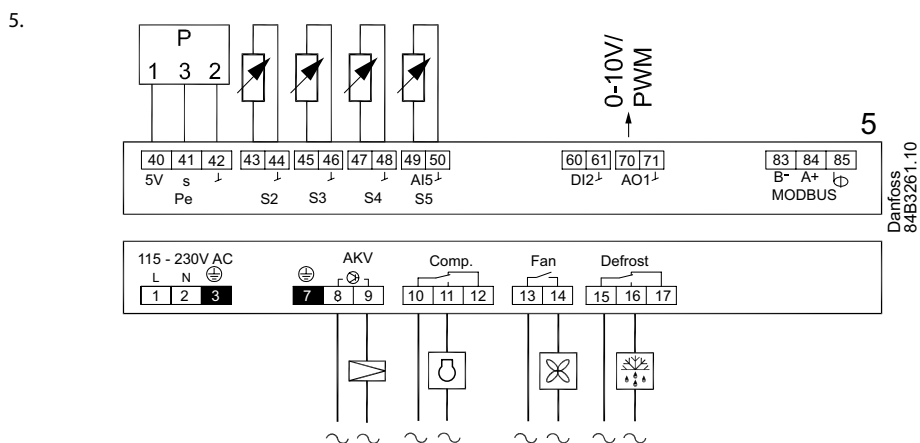 5.
P
1 3 2
0-10V/
PWM
5
40 41 42 43 44 45 46 47 48 49 50 60 61 70 71 83 84 85
5V s AI5 DI2 AO1 B- A+
Pe S2 S3 S4 S5 MODBUS
Danfoss
84B3261.10
115 - 230V AC AKV Comp. Fan Defrost
L N
1 2 3 7 8 9 10 11 12 13 14 15 16 17